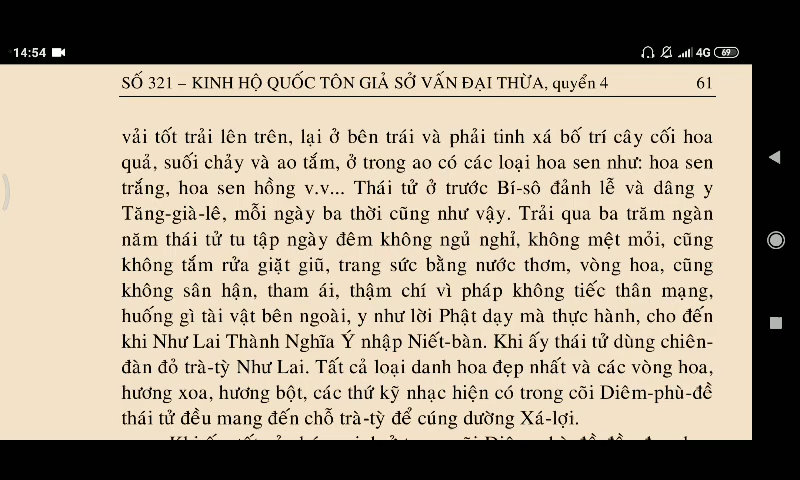 14:54
4G 69
SỐ 321 – KINH HỘ QUỐC TÔN GIẢ SỞ VẤN ĐẠI THỪA, quyển 4 61
vải tốt trải lên trên, lại ở bên trái và phải tinh xá bố trí cây cối hoa
quả, suối chảy và ao tắm, ở trong ao có các loại hoa sen như: hoa sen
trắng, hoa sen hồng v.v... Thái tử ở trước Bí-sô đảnh lễ và dâng y
Tăng-già-lê, mỗi ngày ba thời cũng như vậy. Trải qua ba trăm ngàn
năm thái tử tu tập ngày đêm không ngủ nghỉ, không mệt mỏi, cũng
không tắm rửa giặt giũ, trang sức bằng nước thơm, vòng hoa, cũng
không sân hận, tham ái, thậm chí vì pháp không tiếc thân mạng,
huống gì tài vật bên ngoài, y như lời Phật dạy mà thực hành, cho đến
khi Như Lai Thành Nghĩa Ý nhập Niết-bàn. Khi ấy thái tử dùng chiên-
đàn đỏ trà-tỳ Như Lai. Tất cả loại danh hoa đẹp nhất và các vòng hoa,
hương xoa, hương bột, các thứ kỹ nhạc hiện có trong cõi Diêm-phù-đề
thái tử đều mang đến chỗ trà-tỳ để cúng dường Xá-lợi.